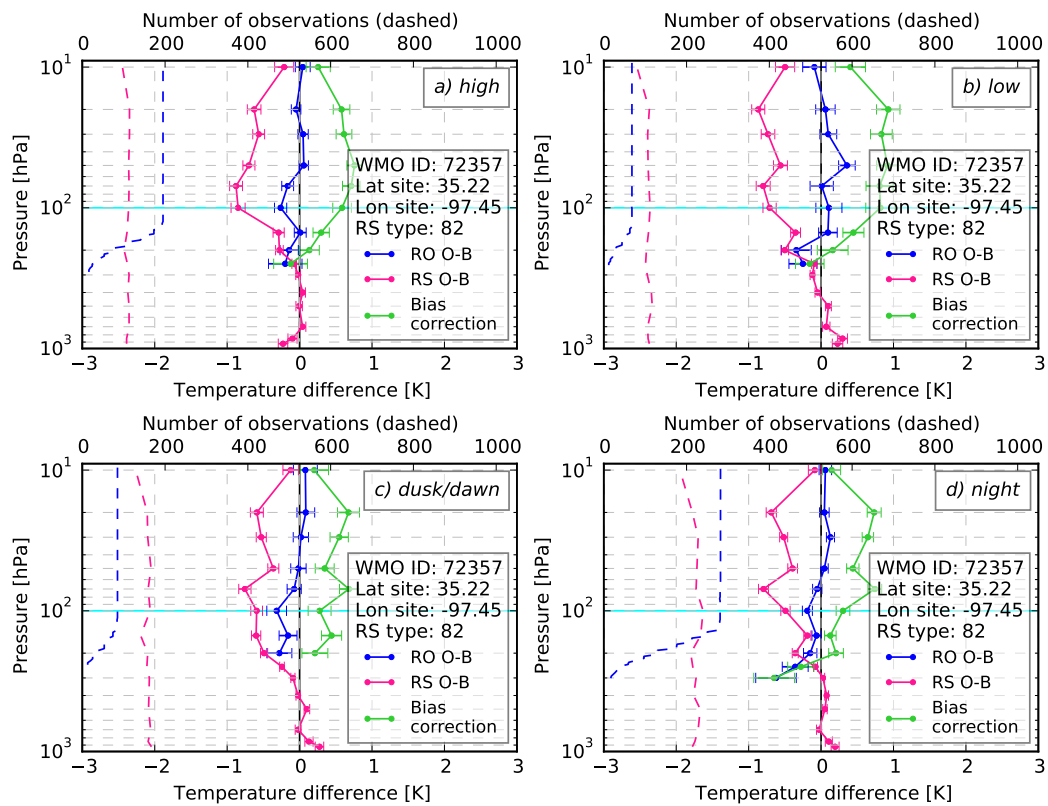 Number of observations (dashed)
0 200 400 600 800 1000
Pressure [hPa]
10¹
10²
10³
a) high
WMO ID: 72357
Lat site: 35.22
Lon site: -97.45
RS type: 82
RO O-B
RS O-B
Bias
correction
−3 −2 −1 0 1 2 3
Temperature difference [K]
Number of observations (dashed)
0 200 400 600 800 1000
Pressure [hPa]
10¹
10²
10³
b) low
WMO ID: 72357
Lat site: 35.22
Lon site: -97.45
RS type: 82
RO O-B
RS O-B
Bias
correction
−3 −2 −1 0 1 2 3
Temperature difference [K]
Number of observations (dashed)
0 200 400 600 800 1000
Pressure [hPa]
10¹
10²
10³
c) dusk/dawn
WMO ID: 72357
Lat site: 35.22
Lon site: -97.45
RS type: 82
RO O-B
RS O-B
Bias
correction
−3 −2 −1 0 1 2 3
Temperature difference [K]
Number of observations (dashed)
0 200 400 600 800 1000
Pressure [hPa]
10¹
10²
10³
d) night
WMO ID: 72357
Lat site: 35.22
Lon site: -97.45
RS type: 82
RO O-B
RS O-B
Bias
correction
−3 −2 −1 0 1 2 3
Temperature difference [K]